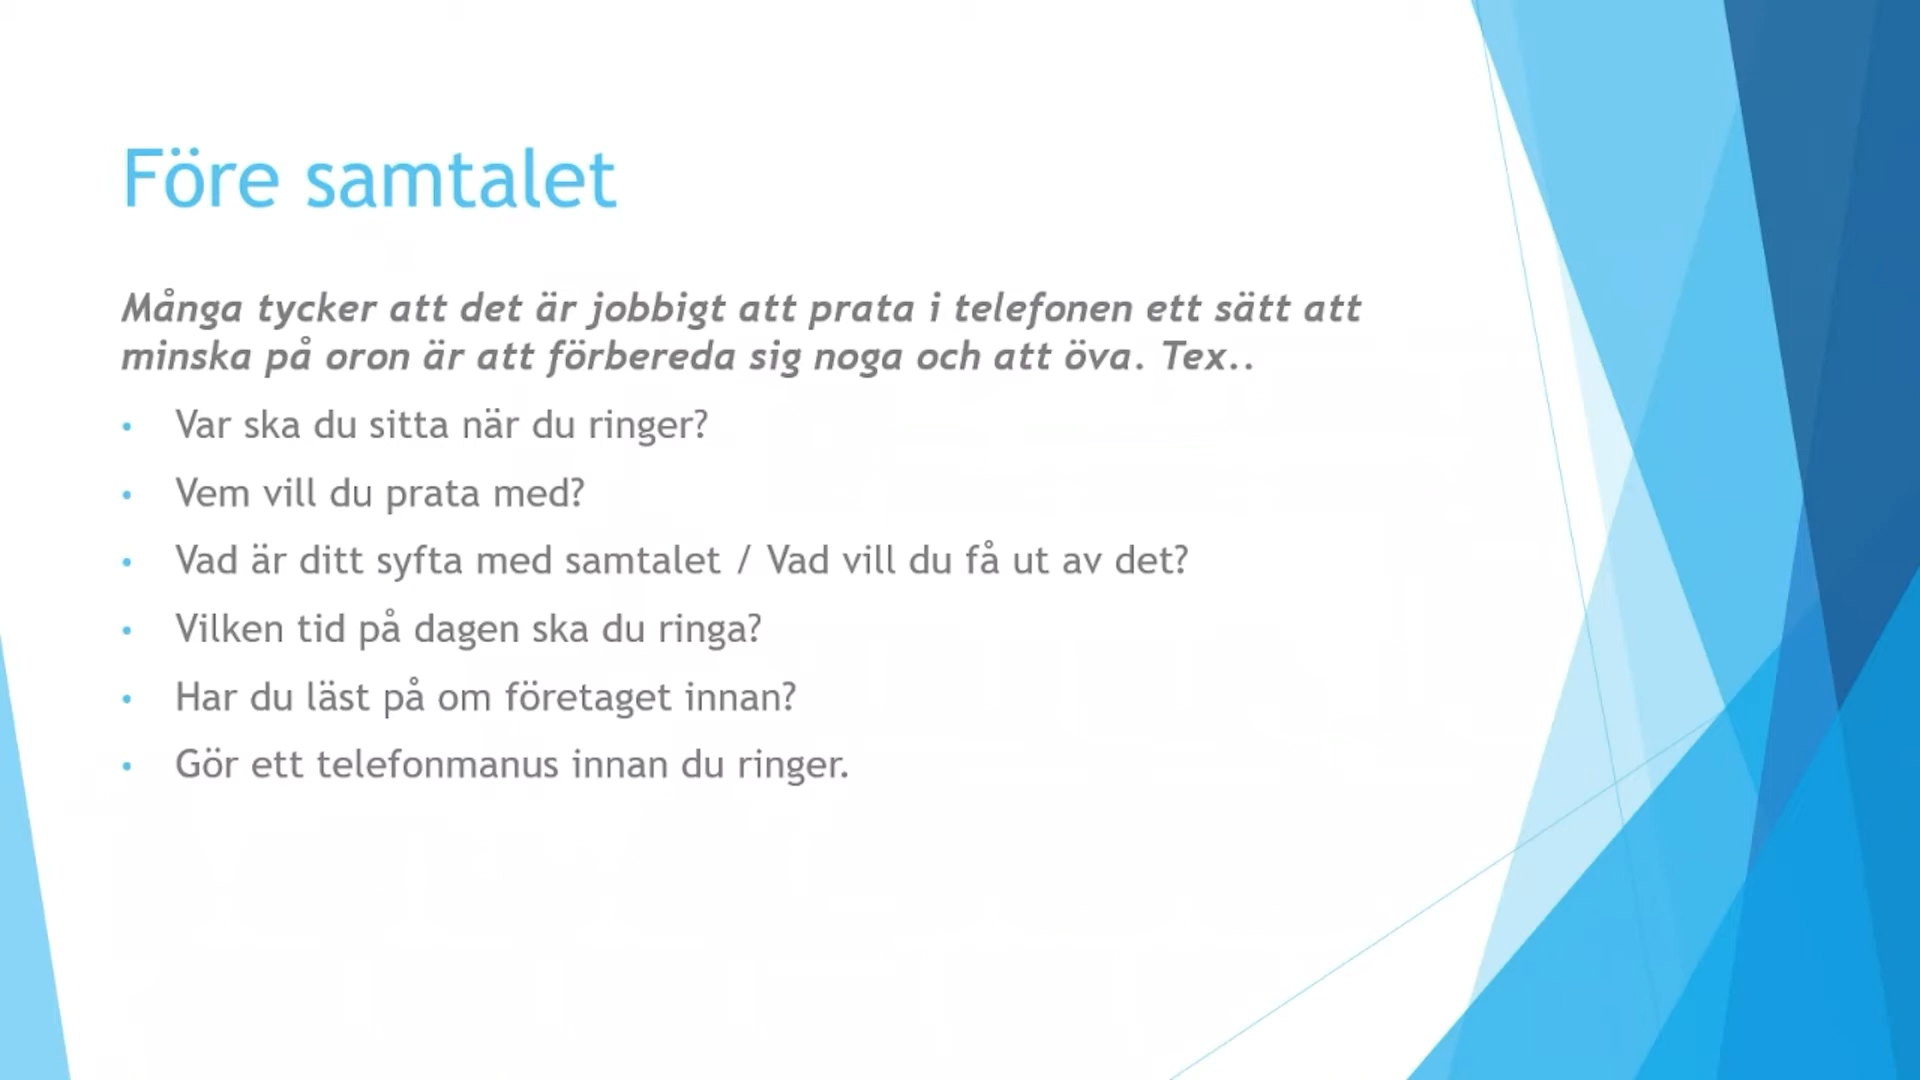 Före samtalet
Många tycker att det är jobbigt att prata i telefonen ett sätt att
minska på oron är att förbereda sig noga och att öva. Tex..
• Var ska du sitta när du ringer?
• Vem vill du prata med?
• Vad är ditt syfta med samtalet / Vad vill du få ut av det?
• Vilken tid på dagen ska du ringa?
• Har du läst på om företaget innan?
• Gör ett telefonmanus innan du ringer.